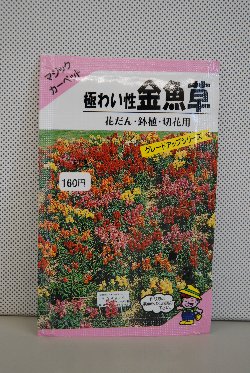 マジック
カーペット
極わい性 金魚草
花だん・鉢植・切花用
グレードアップシリーズ
160円